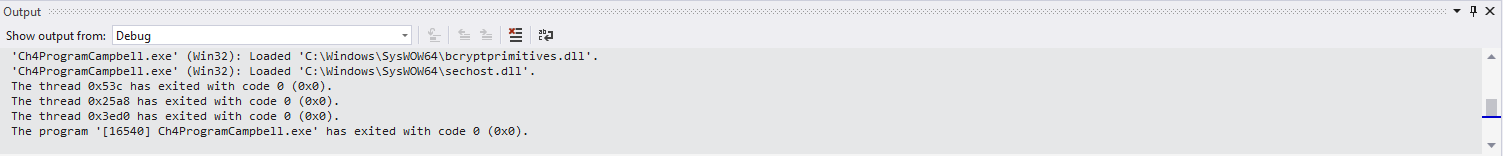 Output
Show output from: Debug
'Ch4ProgramCampbell.exe' (Win32): Loaded 'C:\Windows\SysWOW64\bcryptprimitives.dll'.
'Ch4ProgramCampbell.exe' (Win32): Loaded 'C:\Windows\SysWOW64\sechost.dll'.
The thread 0x53c has exited with code 0 (0x0).
The thread 0x25a8 has exited with code 0 (0x0).
The thread 0x3ed0 has exited with code 0 (0x0).
The program '[16540] Ch4ProgramCampbell.exe' has exited with code 0 (0x0).